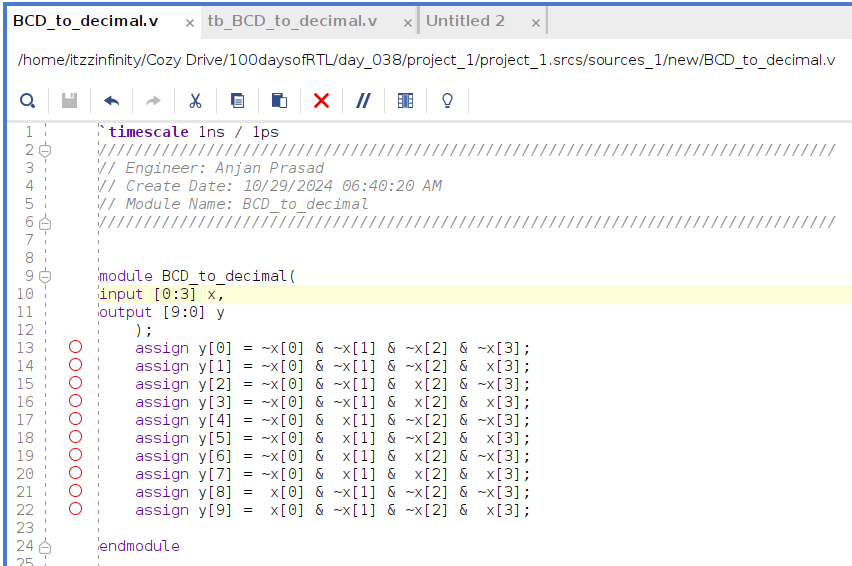 BCD_to_decimal.v × tb_BCD_to_decimal.v × Untitled 2 ×
/home/itzzinfinity/Cozy Drive/100daysofRTL/day_038/project_1/project_1.srcs/sources_1/new/BCD_to_decimal.v
1 `timescale 1ns / 1ps
2 //////////////////////////////////////////////////////////////////////////////////
3 // Engineer: Anjan Prasad
4 // Create Date: 10/29/2024 06:40:20 AM
5 // Module Name: BCD_to_decimal
6 //////////////////////////////////////////////////////////////////////////////////
7
8
9 module BCD_to_decimal(
10 input [0:3] x,
11 output [9:0] y
12     );
13     assign y[0] = ~x[0] & ~x[1] & ~x[2] & ~x[3];
14     assign y[1] = ~x[0] & ~x[1] & ~x[2] &  x[3];
15     assign y[2] = ~x[0] & ~x[1] &  x[2] & ~x[3];
16     assign y[3] = ~x[0] & ~x[1] &  x[2] &  x[3];
17     assign y[4] = ~x[0] &  x[1] & ~x[2] & ~x[3];
18     assign y[5] = ~x[0] &  x[1] & ~x[2] &  x[3];
19     assign y[6] = ~x[0] &  x[1] &  x[2] & ~x[3];
20     assign y[7] = ~x[0] &  x[1] &  x[2] &  x[3];
21     assign y[8] =  x[0] & ~x[1] & ~x[2] & ~x[3];
22     assign y[9] =  x[0] & ~x[1] & ~x[2] &  x[3];
23
24 endmodule
25